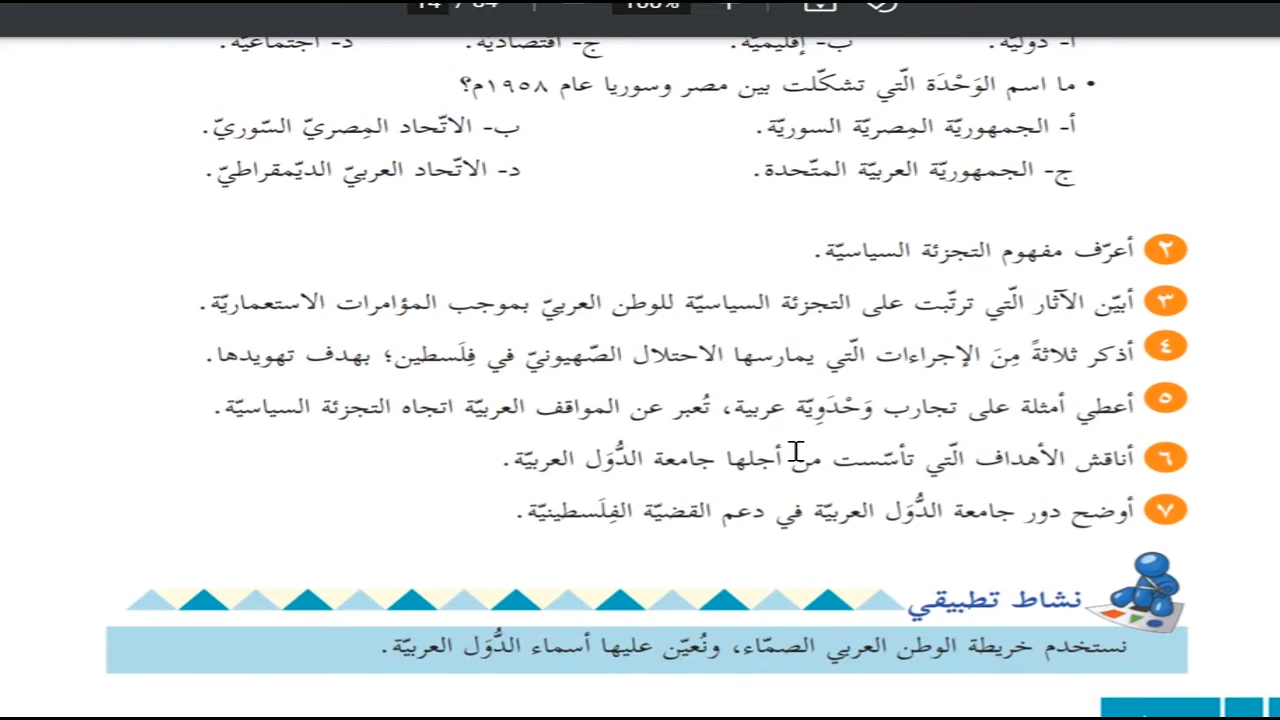 أ- دوليّة. ب- إقليميّة. ج- اقتصاديّة. د- اجتماعيّة.
• ما اسم الوَحْدَة الّتي تشكّلت بين مصر وسوريا عام ١٩٥٨م؟
أ- الجمهوريّة المِصريّة السوريّة. ب- الاتّحاد المِصريّ السّوريّ.
ج- الجمهوريّة العربيّة المتّحدة. د- الاتّحاد العربيّ الديّمقراطيّ.
٢ أعرّف مفهوم التجزئة السياسيّة.
٣ أبيّن الآثار الّتي ترتّبت على التجزئة السياسيّة للوطن العربيّ بموجب المؤامرات الاستعماريّة.
٤ أذكر ثلاثةً مِنَ الإجراءات الّتي يمارسها الاحتلال الصّهيونيّ في فِلَسطين؛ بهدف تهويدها.
٥ أعطي أمثلة على تجارب وَحْدَوِيّة عربية، تُعبر عن المواقف العربيّة اتجاه التجزئة السياسيّة.
٦ أناقش الأهداف الّتي تأسّست من أجلها جامعة الدُّوَل العربيّة.
٧ أوضح دور جامعة الدُّوَل العربيّة في دعم القضيّة الفِلَسطينيّة.
نشاط تطبيقي
نستخدم خريطة الوطن العربي الصمّاء، ونُعيّن عليها أسماء الدُّوَل العربيّة.